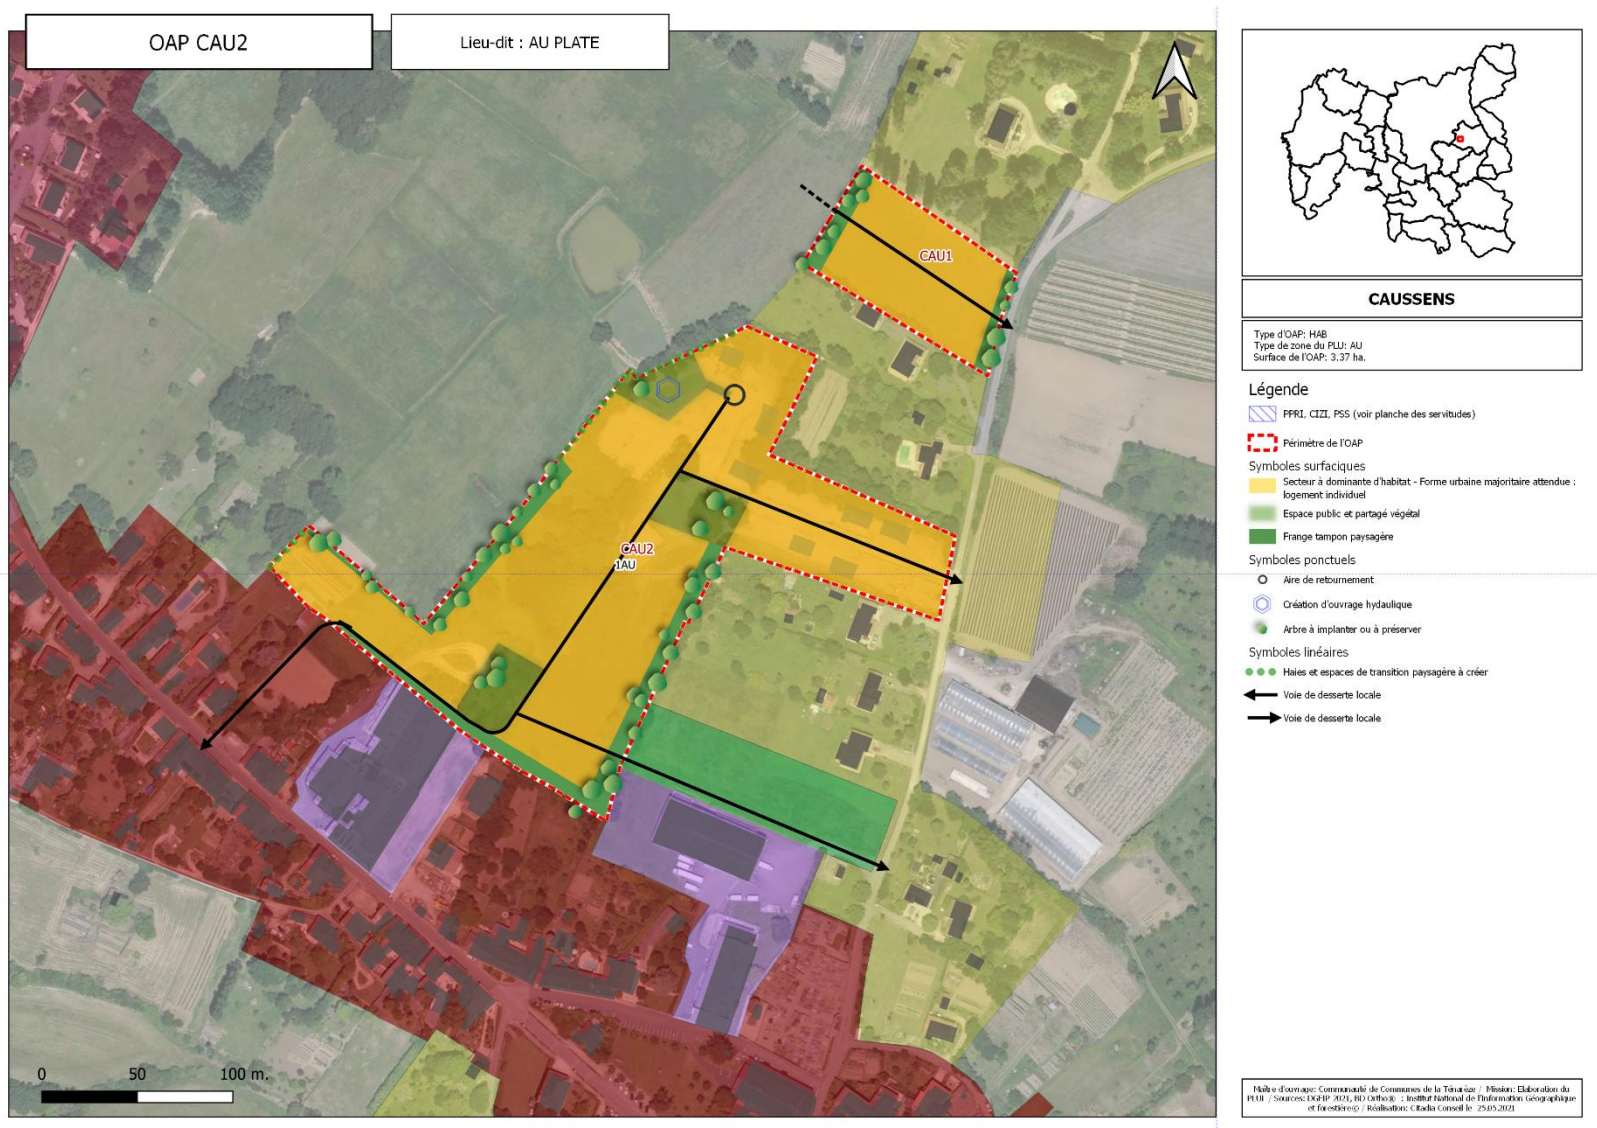 OAP CAU2
Lieu-dit : AU PLATE
CAU1
CAU2
1AU
0 50 100 m.
CAUSSENS
Type d'OAP: HAB
Type de zone du PLU: AU
Surface de l'OAP: 3.37 ha.
Légende
PPRI, CIZI, PSS (voir planche des servitudes)
Périmètre de l'OAP
Symboles surfaciques
Secteur à dominante d'habitat - Forme urbaine majoritaire attendue :
logement individuel
Espace public et partagé végétal
Frange tampon paysagère
Symboles ponctuels
Aire de retournement
Création d'ouvrage hydaulique
Arbre à implanter ou à préserver
Symboles linéaires
Haies et espaces de transition paysagère à créer
Voie de desserte locale
Voie de desserte locale
Maître d'ouvrage: Communauté de Communes de la Ténarèze / Mission: Elaboration du
PLUI / Sources: DGFIP 2021, BD Ortho® : Institut National de l'Information Géographique
et forestière© / Réalisation: Citadia Conseil le 25.05.2021